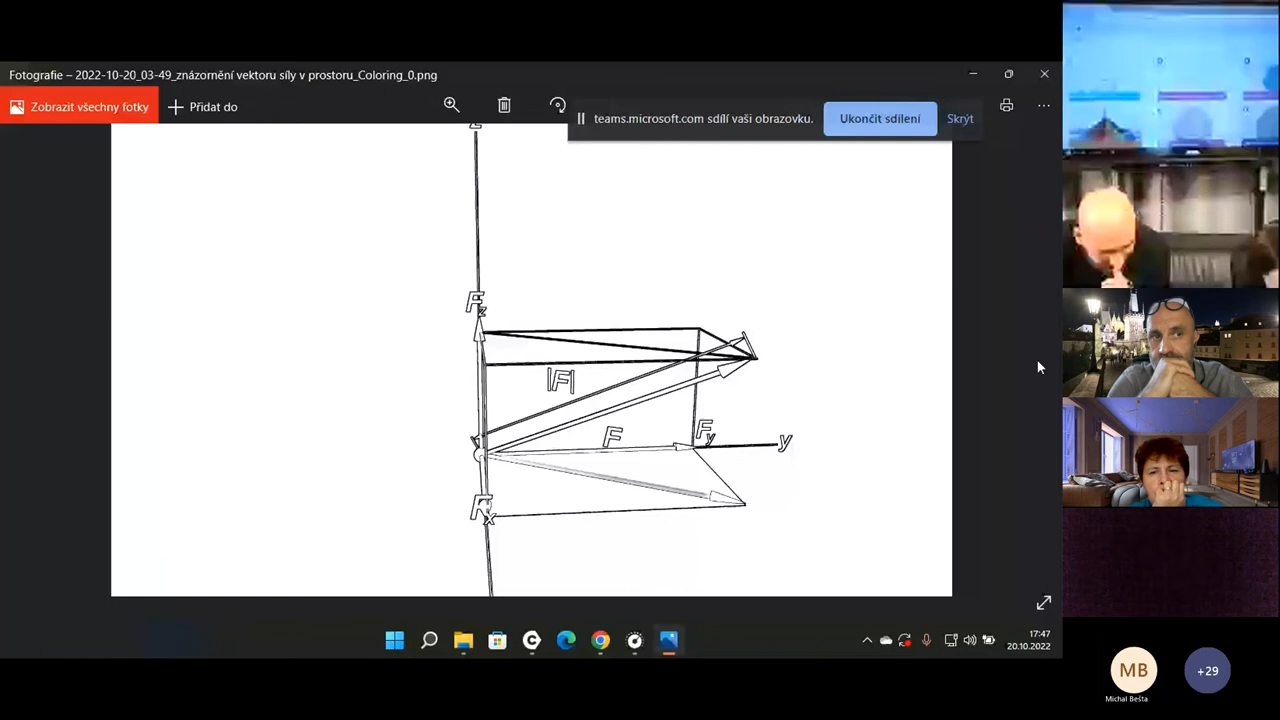 Fotografie – 2022-10-20_03-49_znázornění vektoru síly v prostoru_Coloring_0.png
Zobrazit všechny fotky
Přidat do
teams.microsoft.com sdílí vaši obrazovku.
Ukončit sdílení
Skrýt
z
Fz
|F|
F
Fy
y
Fx
17:47
20.10.2022
MB
+29
Michal Bešta